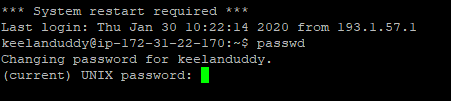 *** System restart required ***
Last login: Thu Jan 30 10:22:14 2020 from 193.1.57.1
keelanduddy@ip-172-31-22-170:~$ passwd
Changing password for keelanduddy.
(current) UNIX password: